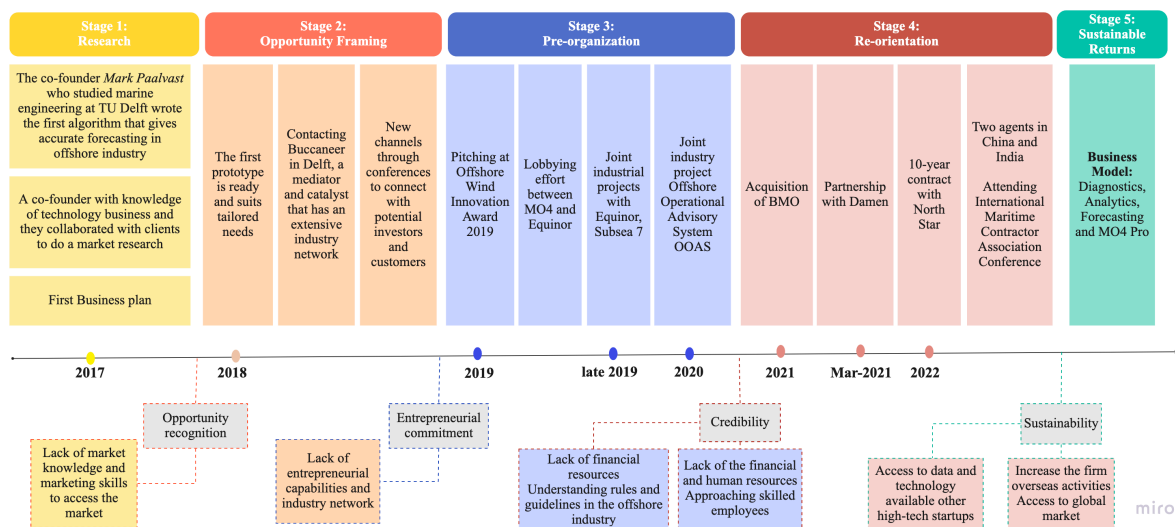 Stage 1:
Research
Stage 2:
Opportunity Framing
Stage 3:
Pre-organization
Stage 4:
Re-orientation
Stage 5:
Sustainable
Returns
The co-founder Mark Paalvast
who studied marine
engineering at TU Delft wrote
the first algorithm that gives
accurate forecasting in
offshore industry
A co-founder with knowledge
of technology business and
they collaborated with clients
to do a market research
First Business plan
The first
prototype is
ready and
suits tailored
needs
Contacting
Buccaneer
in Delft, a
mediator
and catalyst
that has an
extensive
industry
network
New
channels
through
conferences
to connect
with
potential
investors
and
customers
Pitching at
Offshore
Wind
Innovation
Award
2019
Lobbying
effort
between
MO4 and
Equinor
Joint
industrial
projects
with
Equinor,
Subsea 7
Joint
industry
project
Offshore
Operational
Advisory
System
OOAS
Acquisition
of BMO
Partnership
with Damen
10-year
contract
with
North
Star
Two agents in
China and
India
Attending
International
Maritime
Contractor
Association
Conference
Business
Model:
Diagnostics,
Analytics,
Forecasting
and MO4 Pro
2017
2018
2019
late 2019
2020
2021
Mar-2021
2022
Opportunity
recognition
Entrepreneurial
commitment
Credibility
Sustainability
Lack of market
knowledge and
marketing skills
to access the
market
Lack of
entrepreneurial
capabilities and
industry network
Lack of financial
resources
Understanding rules and
guidelines in the offshore
industry
Lack of the financial
and human resources
Approaching skilled
employees
Access to data and
technology
available other
high-tech startups
Increase the firm
overseas activities
Access to global
market
miro